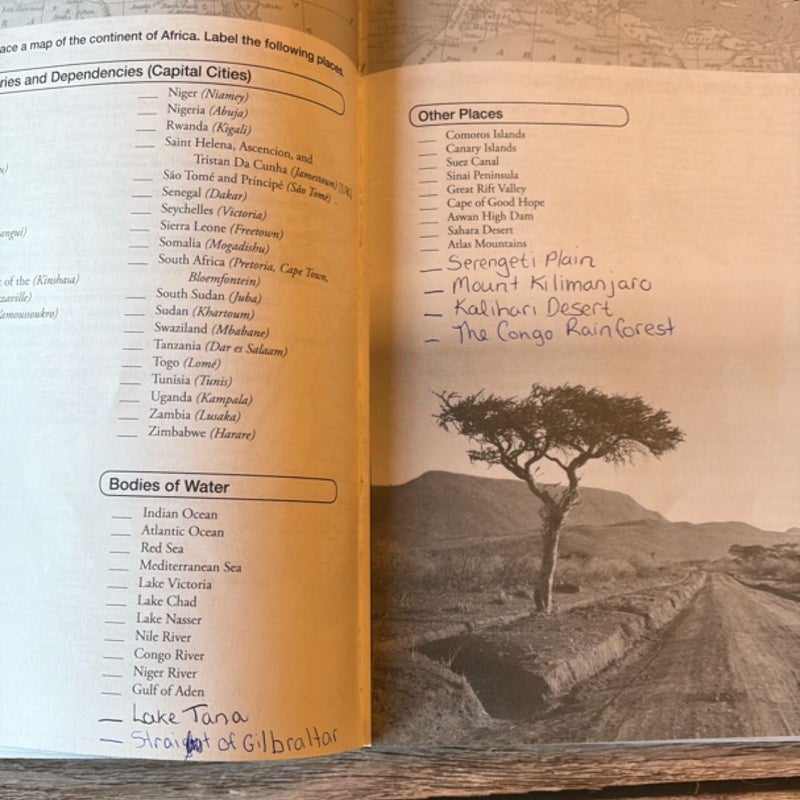 ace a map of the continent of Africa. Label the following places.
ries and Dependencies (Capital Cities)
angui)
of the (Kinshasa)
zaville)
amoussoukro)
Niger (Niamey)
Nigeria (Abuja)
Rwanda (Kigali)
Saint Helena, Ascencion, and
Tristan Da Cunha (Jamestown) [UK]
São Tomé and Príncipé (São Tomé)
Senegal (Dakar)
Seychelles (Victoria)
Sierra Leone (Freetown)
Somalia (Mogadishu)
South Africa (Pretoria, Cape Town,
Bloemfontein)
South Sudan (Juba)
Sudan (Khartoum)
Swaziland (Mbabane)
Tanzania (Dar es Salaam)
Togo (Lomé)
Tunisia (Tunis)
Uganda (Kampala)
Zambia (Lusaka)
Zimbabwe (Harare)
Bodies of Water
Indian Ocean
Atlantic Ocean
Red Sea
Mediterranean Sea
Lake Victoria
Lake Chad
Lake Nasser
Nile River
Congo River
Niger River
Gulf of Aden
Lake Tana
of Gilbraltar
Other Places
Comoros Islands
Canary Islands
Suez Canal
Sinai Peninsula
Great Rift Valley
Cape of Good Hope
Aswan High Dam
Sahara Desert
Atlas Mountains
Serengeti Plain
Mount Kilimanjaro
Kalihari Desert
The Congo Rainforest